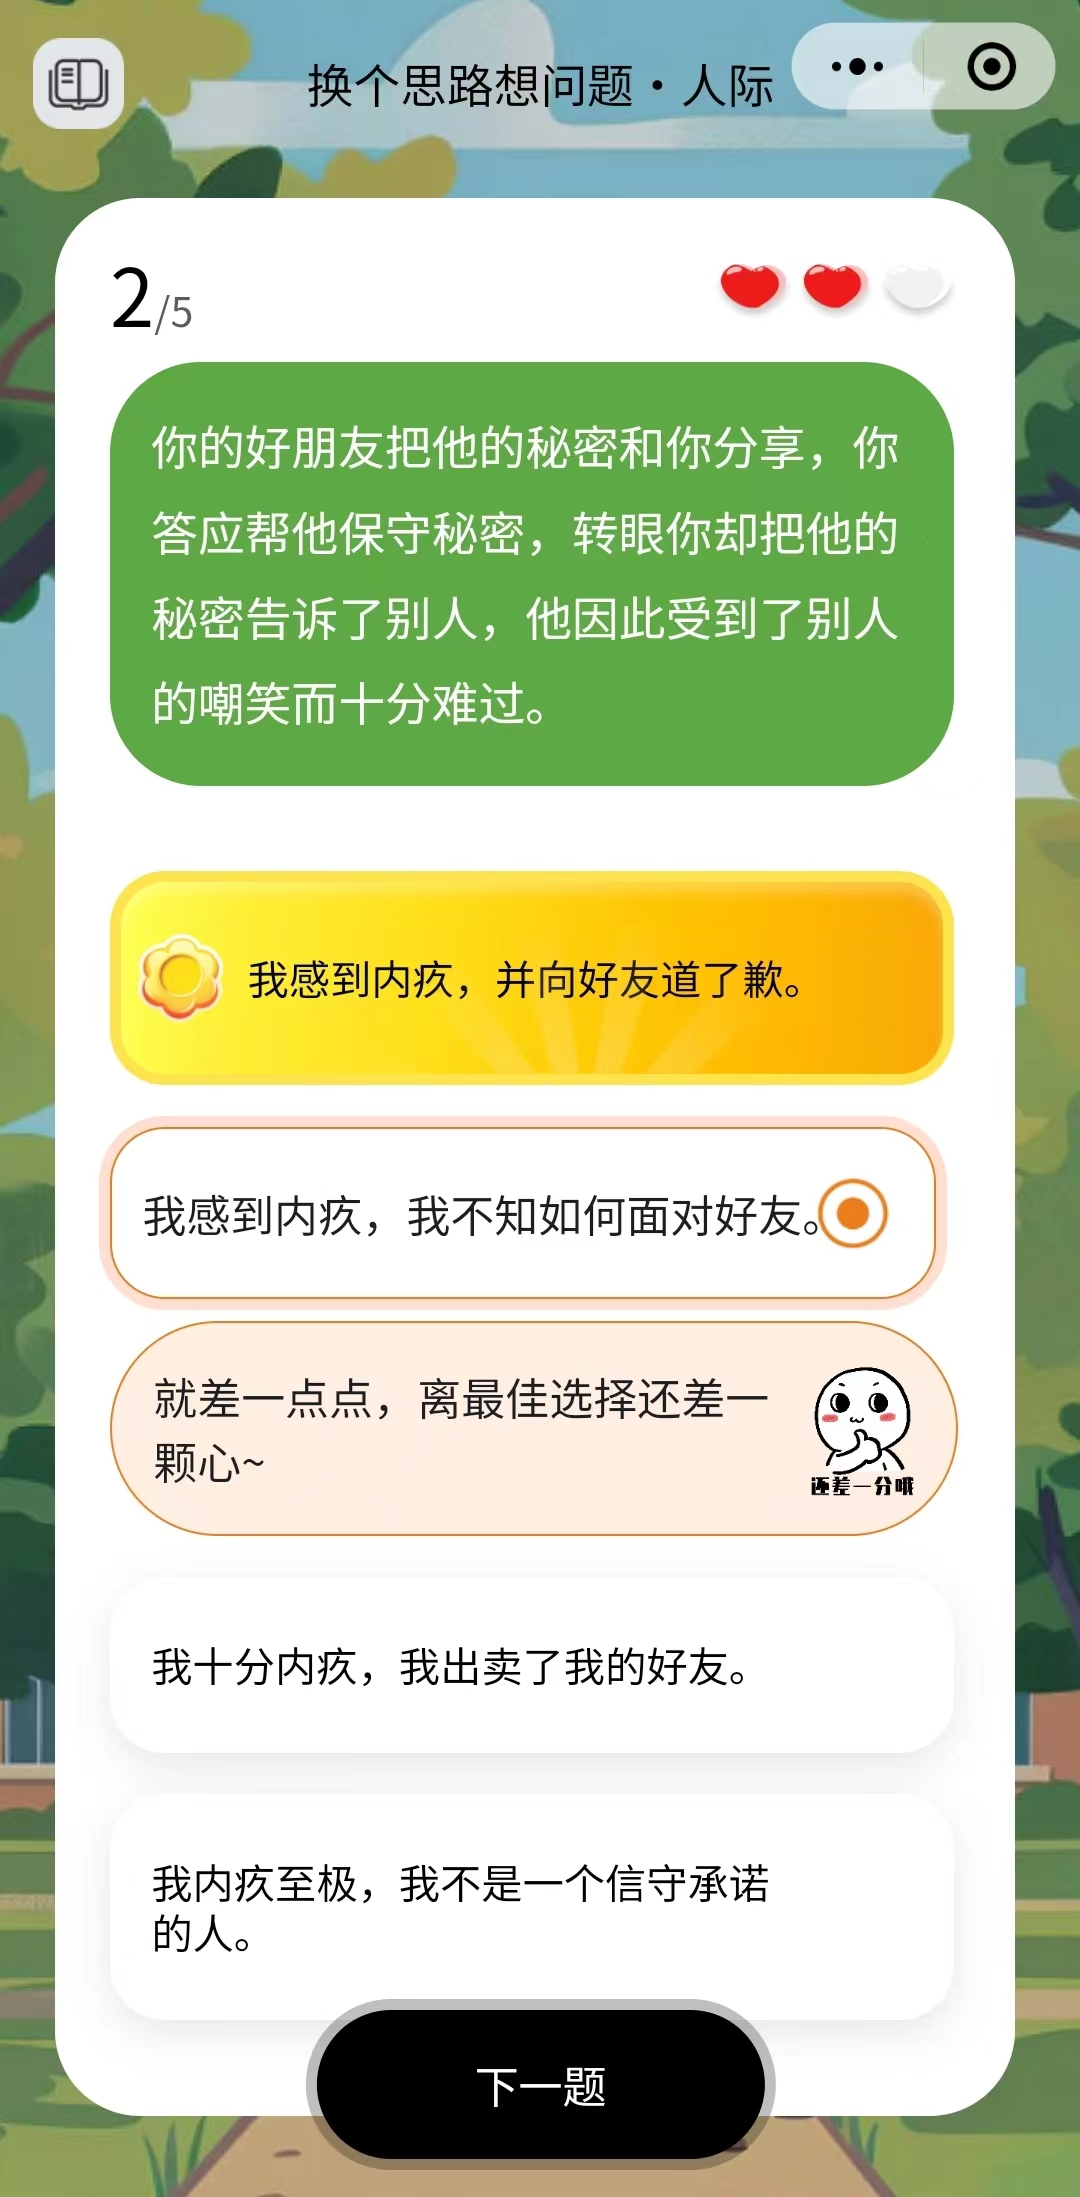 换个思路想问题·人际
2/5
你的好朋友把他的秘密和你分享，你
答应帮他保守秘密，转眼你却把他的
秘密告诉了别人，他因此受到了别人
的嘲笑而十分难过。
我感到内疚，并向好友道了歉。
我感到内疚，我不知如何面对好友。
就差一点点，离最佳选择还差一
颗心~
还差一分哦
我十分内疚，我出卖了我的好友。
我内疚至极，我不是一个信守承诺
的人。
下一题